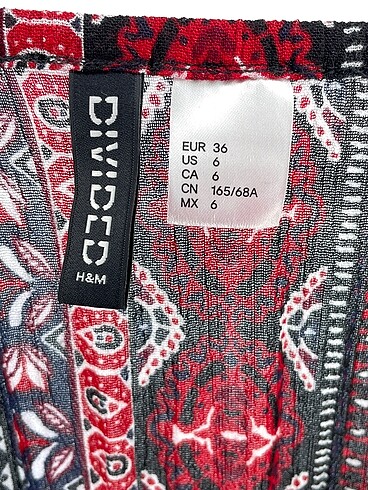 DIVIDED
H&M
EUR 36
US 6
CA 6
CN 165/68A
MX 6